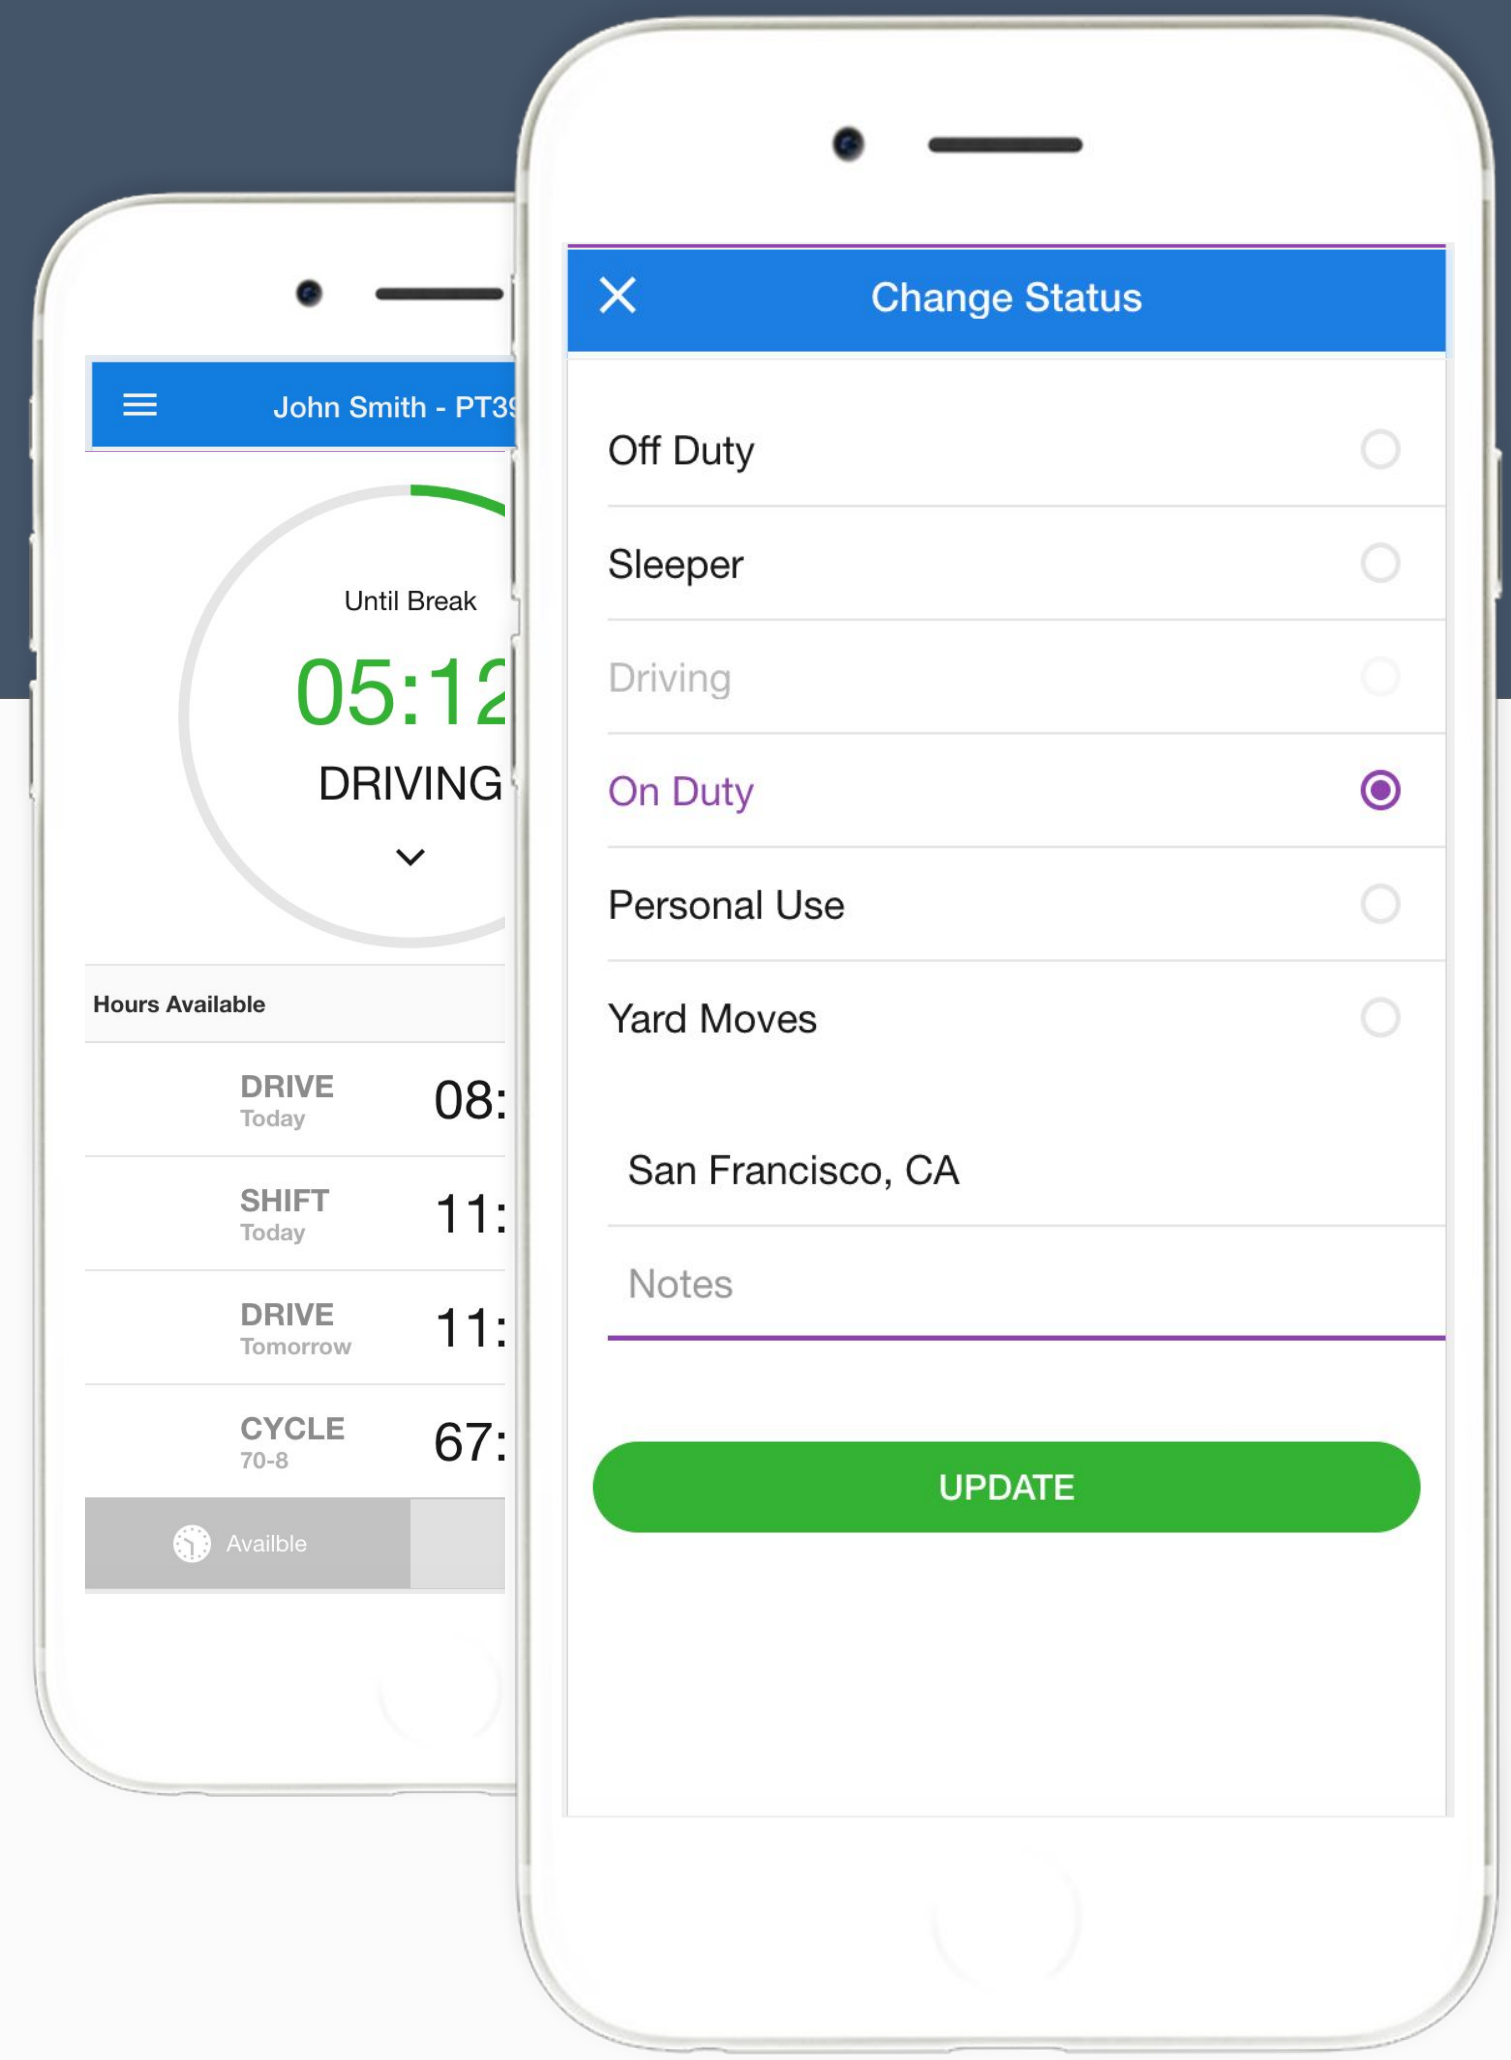 John Smith - PT39
Until Break
05:12
DRIVING
Hours Available
DRIVE
Today
08:
SHIFT
Today
11:
DRIVE
Tomorrow
11:
CYCLE
70-8
67:
Availble
Change Status
Off Duty
Sleeper
Driving
On Duty
Personal Use
Yard Moves
San Francisco, CA
Notes
UPDATE